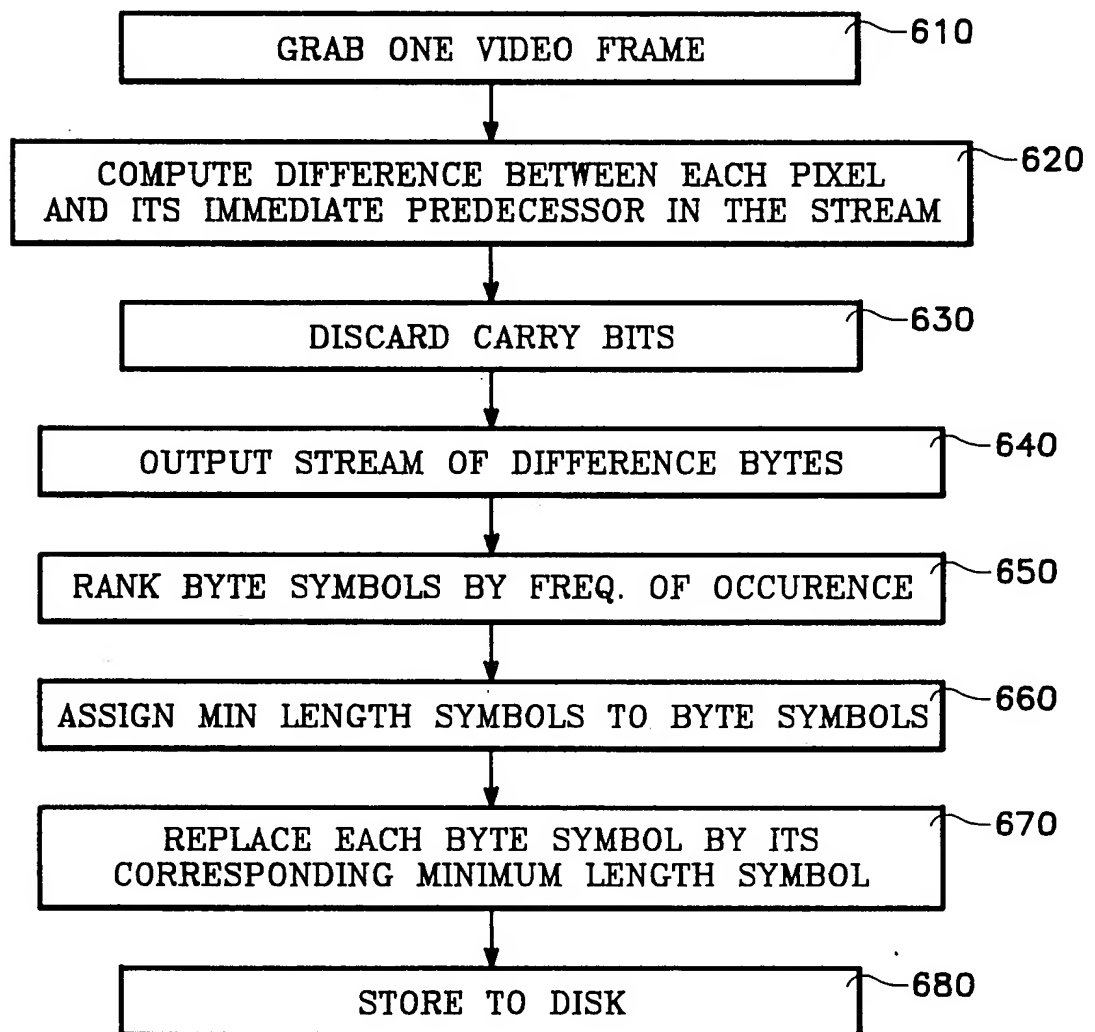 GRAB ONE VIDEO FRAME
610
COMPUTE DIFFERENCE BETWEEN EACH PIXEL
AND ITS IMMEDIATE PREDECESSOR IN THE STREAM
620
DISCARD CARRY BITS
630
OUTPUT STREAM OF DIFFERENCE BYTES
640
RANK BYTE SYMBOLS BY FREQ. OF OCCURENCE
650
ASSIGN MIN LENGTH SYMBOLS TO BYTE SYMBOLS
660
REPLACE EACH BYTE SYMBOL BY ITS
CORRESPONDING MINIMUM LENGTH SYMBOL
670
STORE TO DISK
680